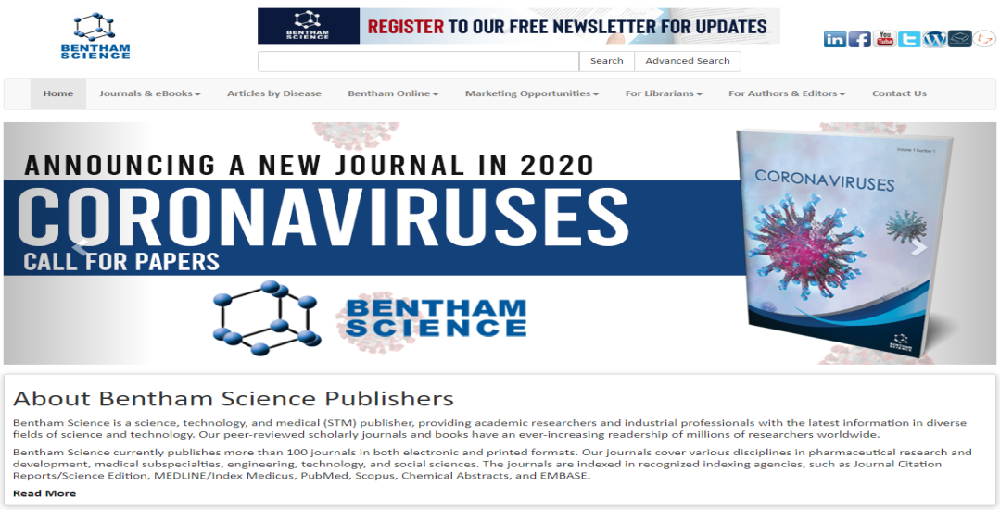 BENTHAM
SCIENCE
BENTHAM
SCIENCE
REGISTER TO OUR FREE NEWSLETTER FOR UPDATES
in f You Tube t W
Search Advanced Search
Home Journals & eBooks Articles by Disease Bentham Online Marketing Opportunities For Librarians For Authors & Editors Contact Us
ANNOUNCING A NEW JOURNAL IN 2020
CORONAVIRUSES
CALL FOR PAPERS
BENTHAM
SCIENCE
Volume 1 Number 1
CORONAVIRUSES
BENTHAM
SCIENCE
About Bentham Science Publishers
Bentham Science is a science, technology, and medical (STM) publisher, providing academic researchers and industrial professionals with the latest information in diverse
fields of science and technology. Our peer-reviewed scholarly journals and books have an ever-increasing readership of millions of researchers worldwide.
Bentham Science currently publishes more than 100 journals in both electronic and printed formats. Our journals cover various disciplines in pharmaceutical research and
development, medical subspecialties, engineering, technology, and social sciences. The journals are indexed in recognized indexing agencies, such as Journal Citation
Reports/Science Edition, MEDLINE/Index Medicus, PubMed, Scopus, Chemical Abstracts, and EMBASE.
Read More